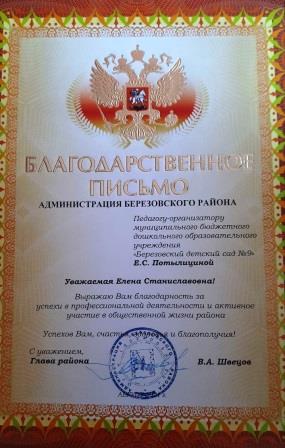 БЛАГОДАРСТВЕННОЕ
ПИСЬМО
АДМИНИСТРАЦИЯ БЕРЕЗОВСКОГО РАЙОНА
Педагогу-организатору
муниципального бюджетного
дошкольного образовательного
учреждения
«Березовский детский сад №9»
Е.С. Потылициной
Уважаемая Елена Станиславовна!
Выражаю Вам благодарность за
успехи в профессиональной деятельности и активное
участие в общественной жизни района
Успехов Вам, счастья, здоровья и благополучия!
С уважением,
Глава района
В.А. Швецов